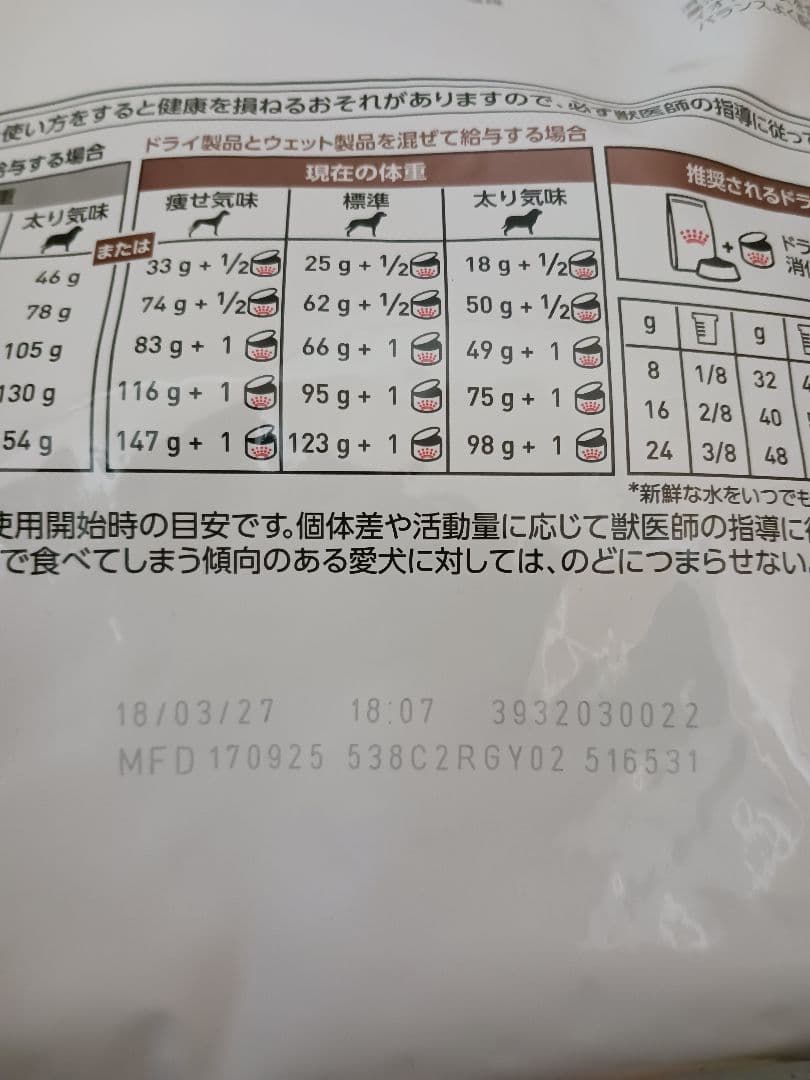 使い方をすると健康を損ねるおそれがありますので、必ず獣医師の指導に従っ
与する場合
ドライ製品とウェット製品を混ぜて給与する場合
現在の体重
推奨されるドラ
太り気味
痩せ気味
標準
太り気味
または
46 g
33 g + 1/2
25 g + 1/2
18 g + 1/2
78 g
74 g + 1/2
62 g + 1/2
50 g + 1/2
105 g
83 g + 1
66 g + 1
49 g + 1
130 g
116 g + 1
95 g + 1
75 g + 1
54 g
147 g + 1
123 g + 1
98 g + 1
+
ドラ
消化
g
g
8 1/8 32
16 2/8 40
24 3/8 48
*新鮮な水をいつでも
使用開始時の目安です。個体差や活動量に応じて獣医師の指導に
で食べてしまう傾向のある愛犬に対しては、のどにつまらせない
18/03/27 18:07 3932030022
MFD 170925 538C2RGY02 516531